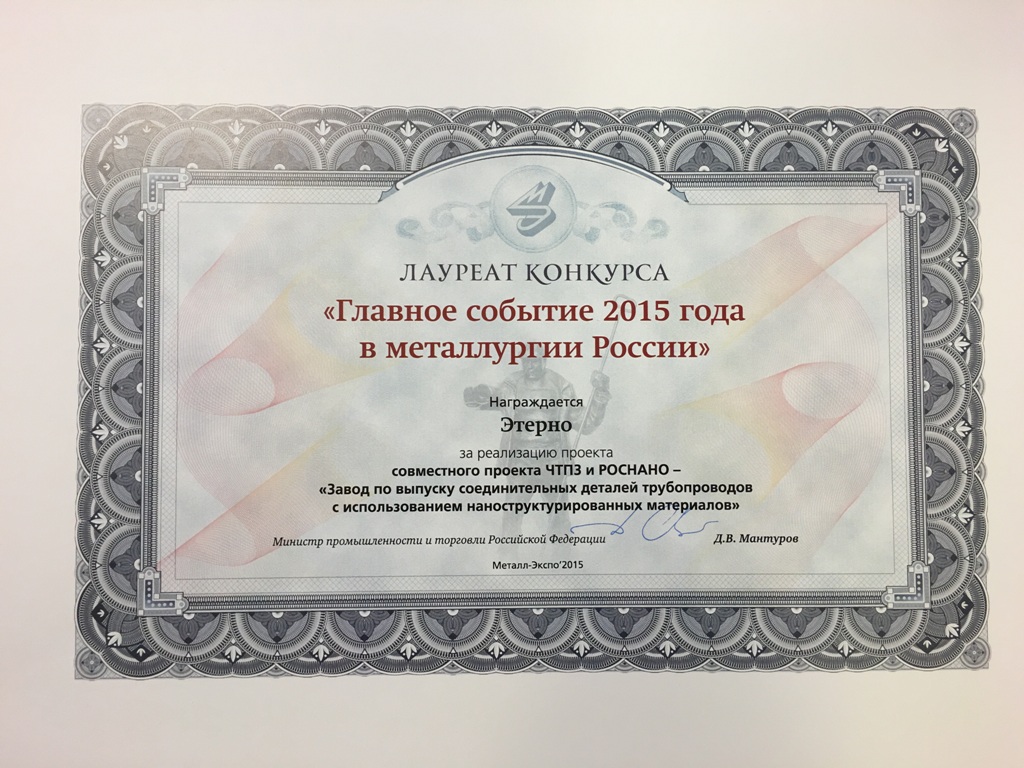 ЛАУРЕАТ КОНКУРСА
«Главное событие 2015 года
в металлургии России»
Награждается
Этерно
за реализацию проекта
совместного проекта ЧТПЗ и РОСНАНО –
«Завод по выпуску соединительных деталей трубопроводов
с использованием наноструктурированных материалов»
Министр промышленности и торговли Российской Федерации Д.В. Мантуров
Металл-Экспо'2015